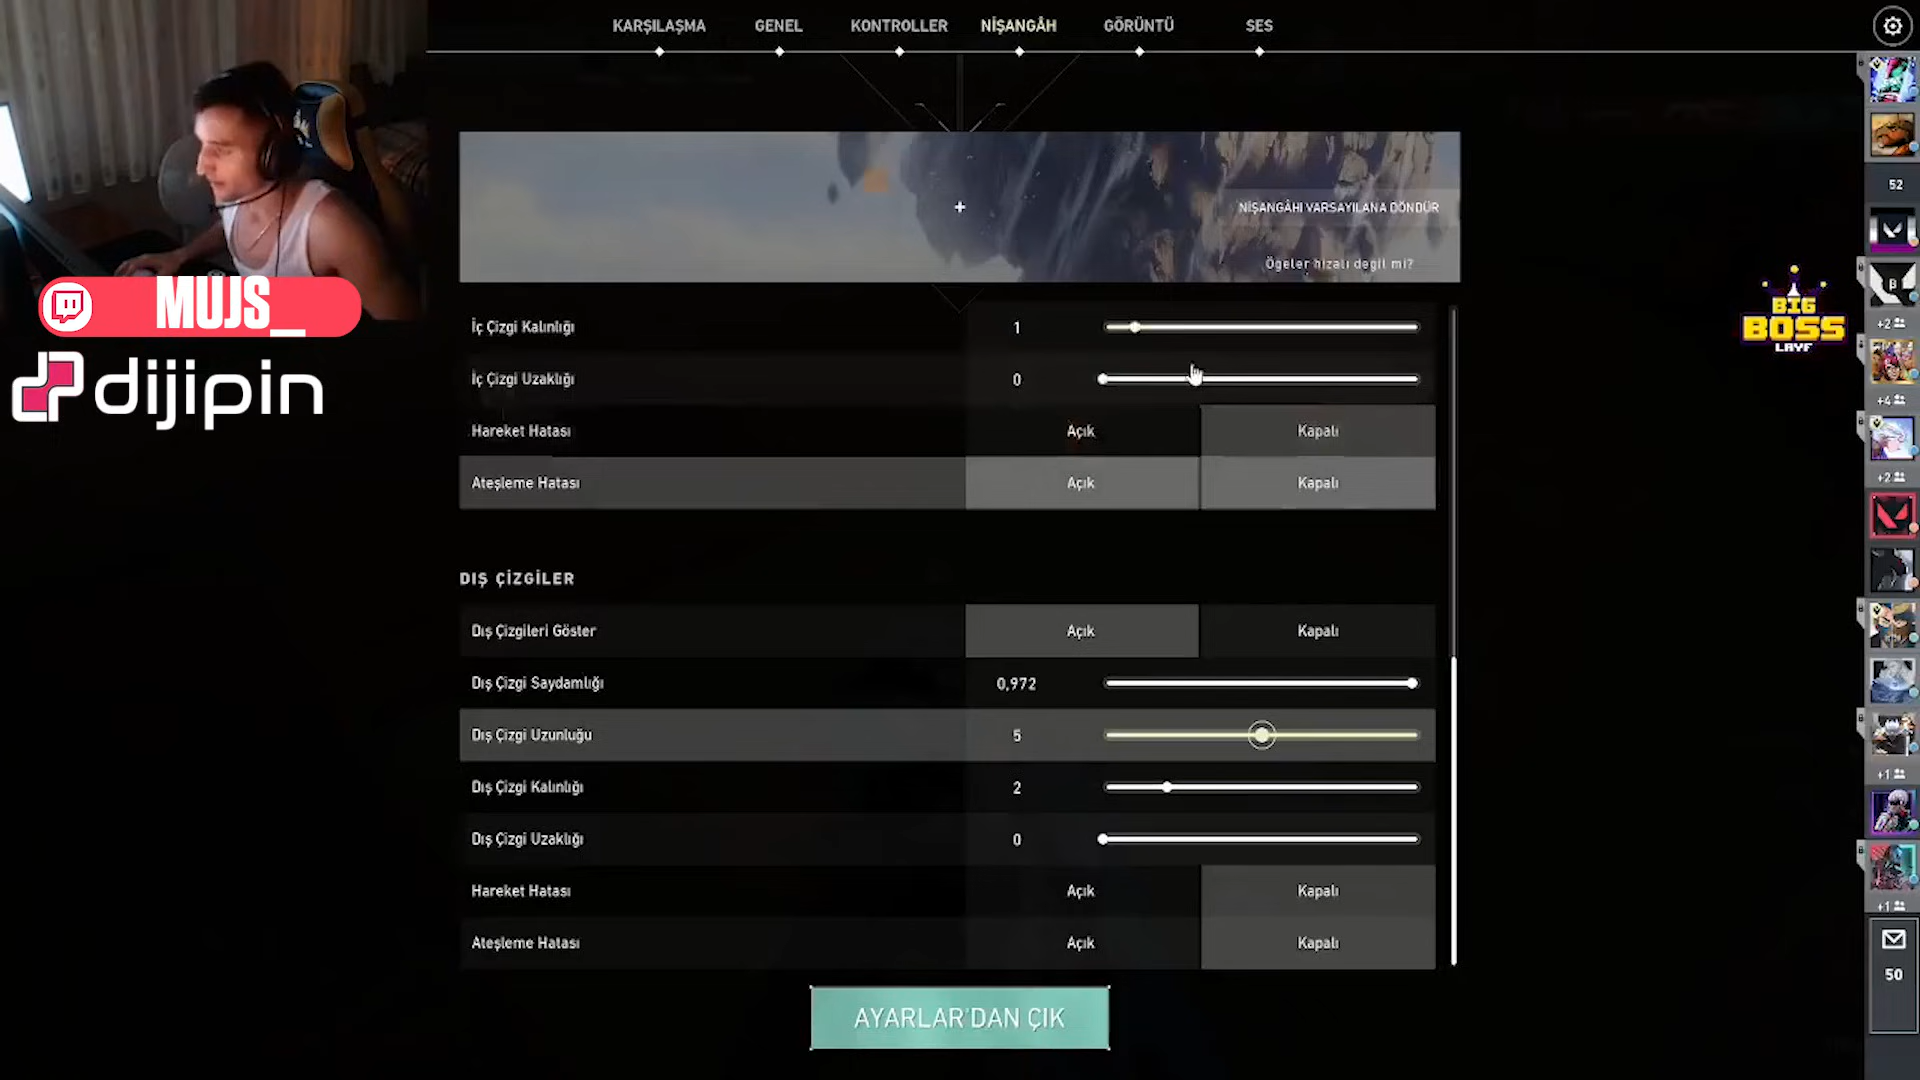 KARŞILAŞMA GENEL KONTROLLER NİŞANGÂH GÖRÜNTÜ SES
NİŞANGÂHI VARSAYILANA DÖNDÜR
Ögeler hizalı değil mi?
MUJS_
dijipin
BIG
BOSS
LAYF
İç Çizgi Kalınlığı 1
İç Çizgi Uzaklığı 0
Hareket Hatası Açık Kapalı
Ateşleme Hatası Açık Kapalı
DIŞ ÇİZGİLER
Dış Çizgileri Göster Açık Kapalı
Dış Çizgi Saydamlığı 0,972
Dış Çizgi Uzunluğu 5
Dış Çizgi Kalınlığı 2
Dış Çizgi Uzaklığı 0
Hareket Hatası Açık Kapalı
Ateşleme Hatası Açık Kapalı
AYARLAR'DAN ÇIK
52
+2
+4
+2
+1
+1
50